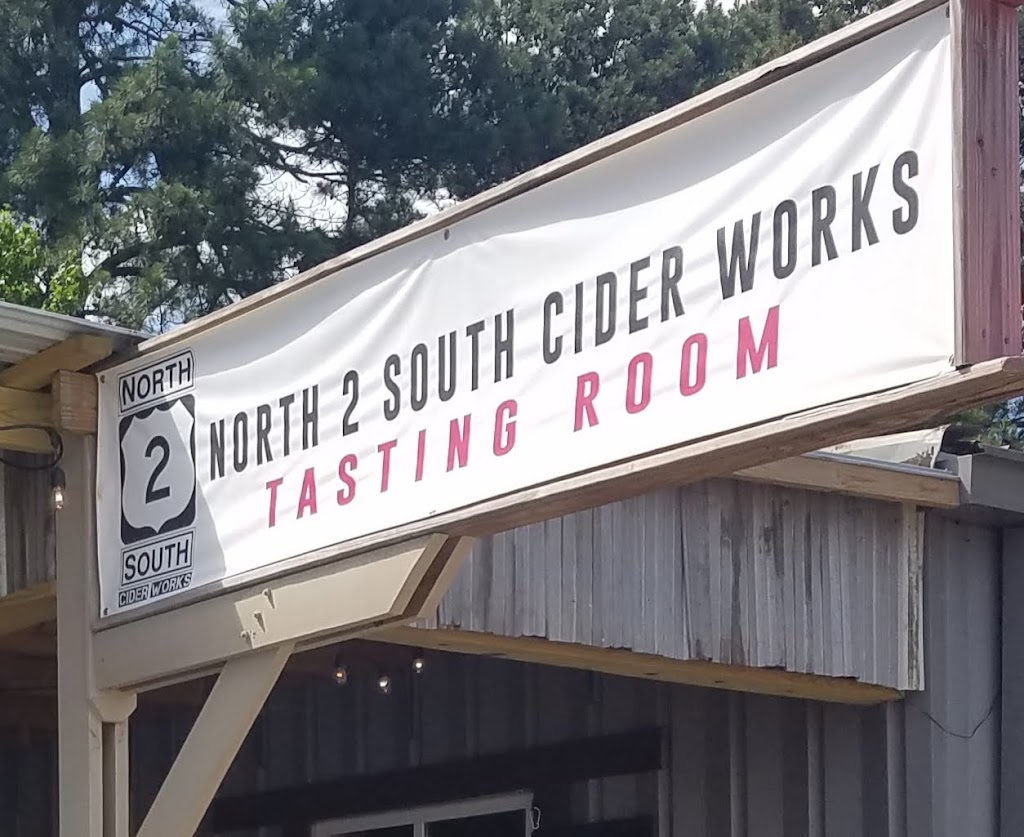 NORTH
2
SOUTH
CIDER WORKS
NORTH 2 SOUTH CIDER WORKS
TASTING ROOM